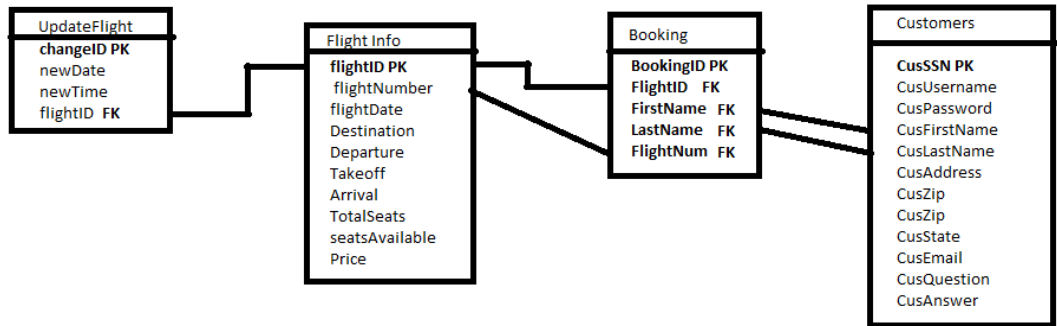 UpdateFlight
changeID PK
newDate
newTime
flightID FK
Flight Info
flightID PK
flightNumber
flightDate
Destination
Departure
Takeoff
Arrival
TotalSeats
seatsAvailable
Price
Booking
BookingID PK
FlightID FK
FirstName FK
LastName FK
FlightNum FK
Customers
CusSSN PK
CusUsername
CusPassword
CusFirstName
CusLastName
CusAddress
CusZip
CusZip
CusState
CusEmail
CusQuestion
CusAnswer